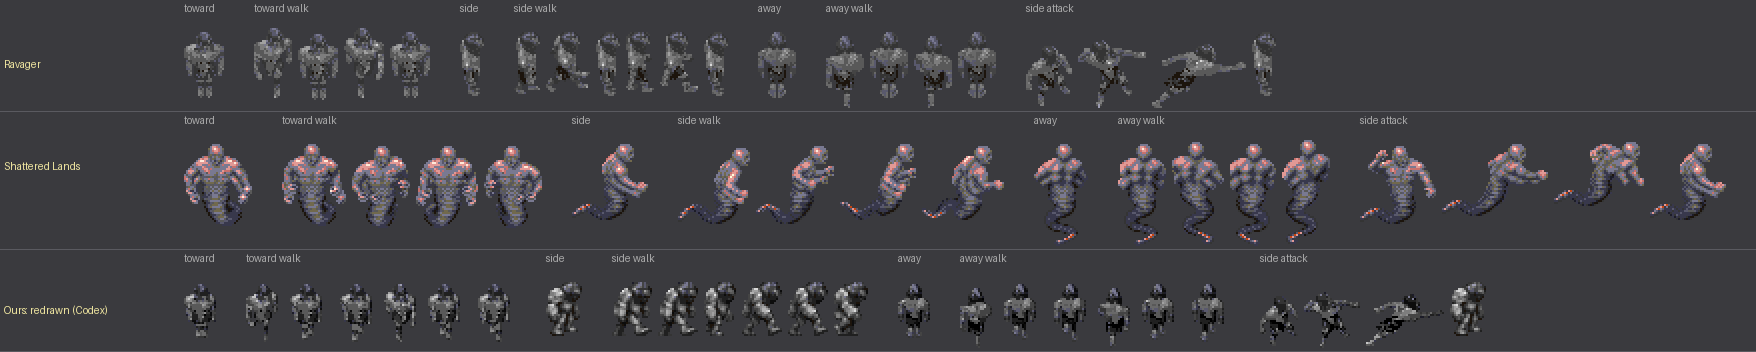 toward toward walk side side walk away away walk side attack
Ravager
toward toward walk side side walk away away walk side attack
Shattered Lands
toward toward walk side side walk away away walk side attack
Ours: redrawn (Codex)